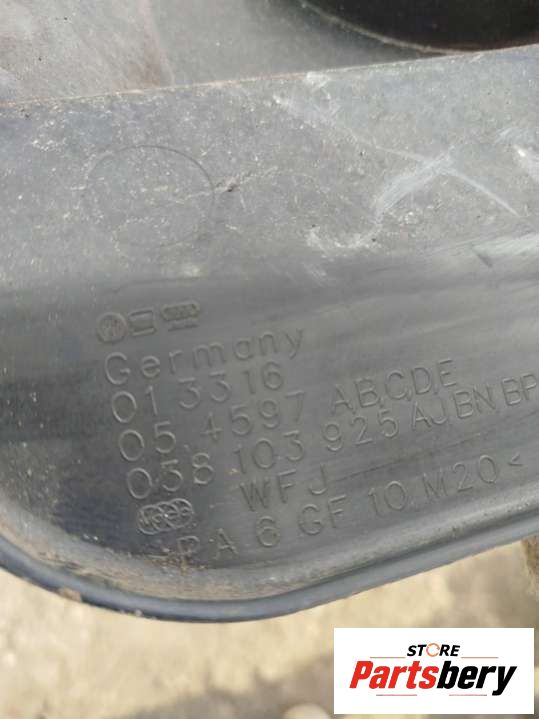 Germany
01 3316
05.4597 ABCDE
038 103 925 AJ BN BP
WFJ
PA 6 GF 10 M20<
STORE
Partsbery